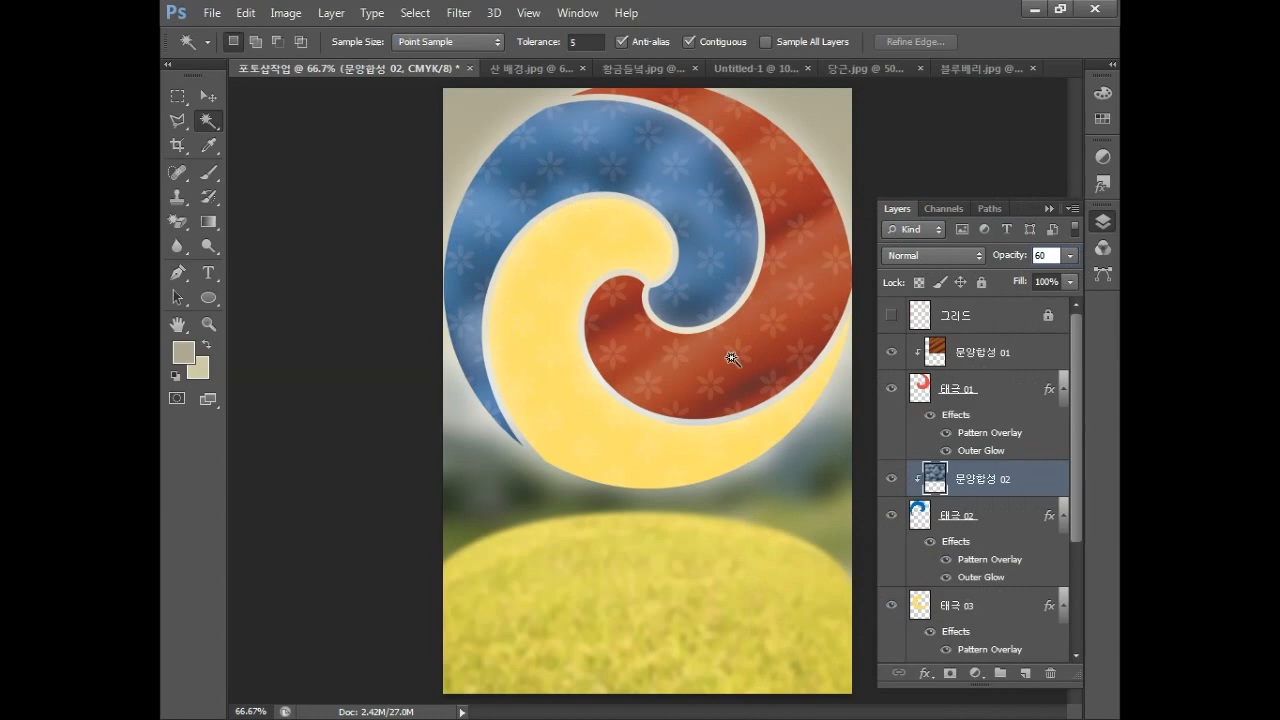 Ps File Edit Image Layer Type Select Filter 3D View Window Help
Sample Size: Point Sample Tolerance: 5 Anti-alias Contiguous Sample All Layers Refine Edge...
포토샵작업 @ 66.7% (문양합성 02, CMYK/8) * × 산 배경.jpg @ 6... × 황금들녘.jpg @... × Untitled-1 @ 10... × 당근.jpg @ 50... × 블루베리.jpg @... ×
Layers Channels Paths
Kind
Normal Opacity: 60
Lock: Fill: 100%
그리드
문양합성 01
태극 01 fx
Effects
Pattern Overlay
Outer Glow
문양합성 02
태극 02 fx
Effects
Pattern Overlay
Outer Glow
태극 03 fx
Effects
Pattern Overlay
66.67% Doc: 2.42M/27.0M